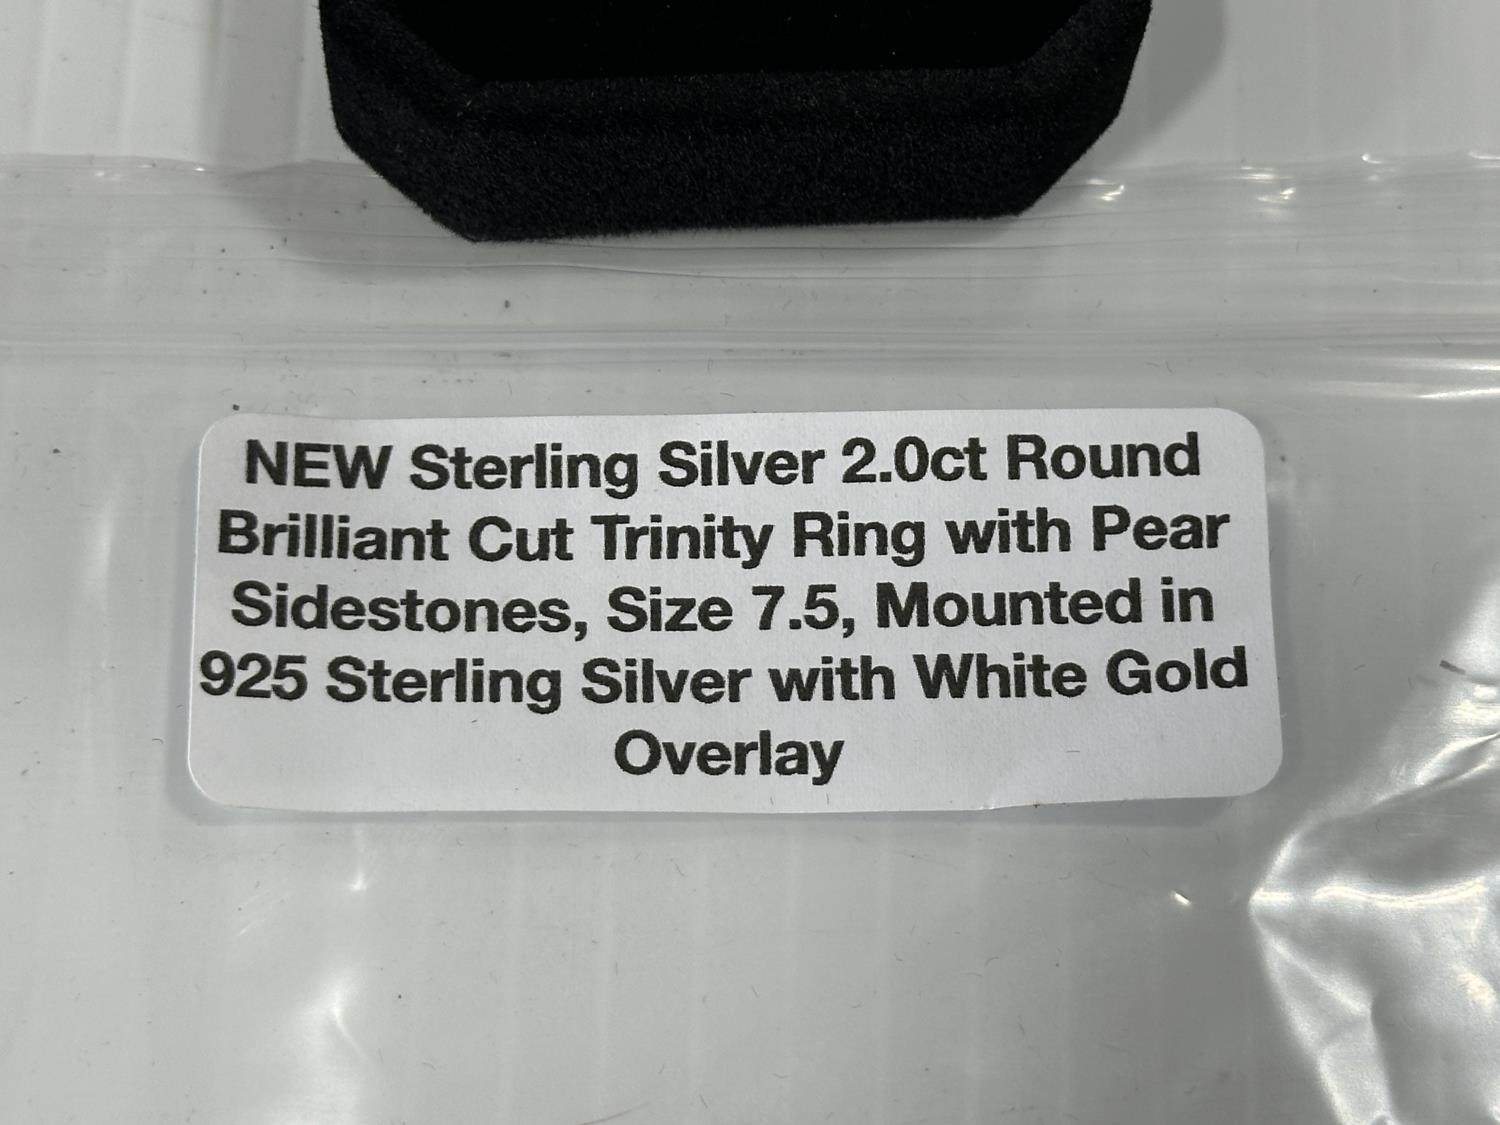 NEW Sterling Silver 2.0ct Round
Brilliant Cut Trinity Ring with Pear
Sidestones, Size 7.5, Mounted in
925 Sterling Silver with White Gold
Overlay